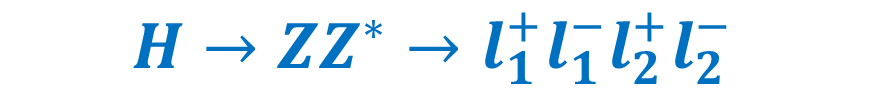 H → ZZ* → l₁⁺l₁⁻l₂⁺l₂⁻